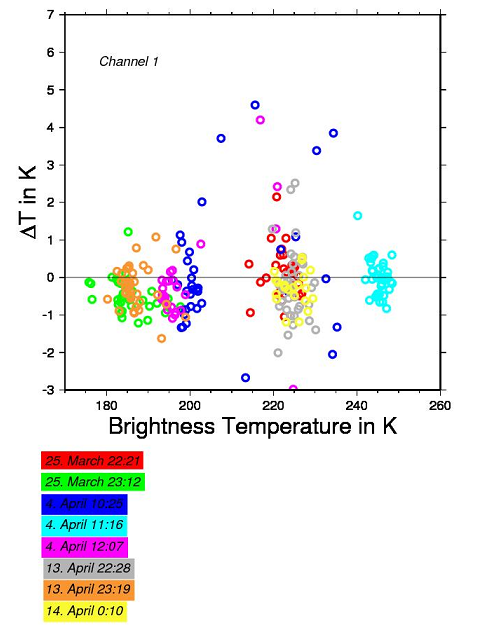 7
6
5
4
3
2
1
0
-1
-2
-3
Channel 1
ΔT in K
180 200 220 240 260
Brightness Temperature in K
25. March 22:21
25. March 23:12
4. April 10:25
4. April 11:16
4. April 12:07
13. April 22:28
13. April 23:19
14. April 0:10